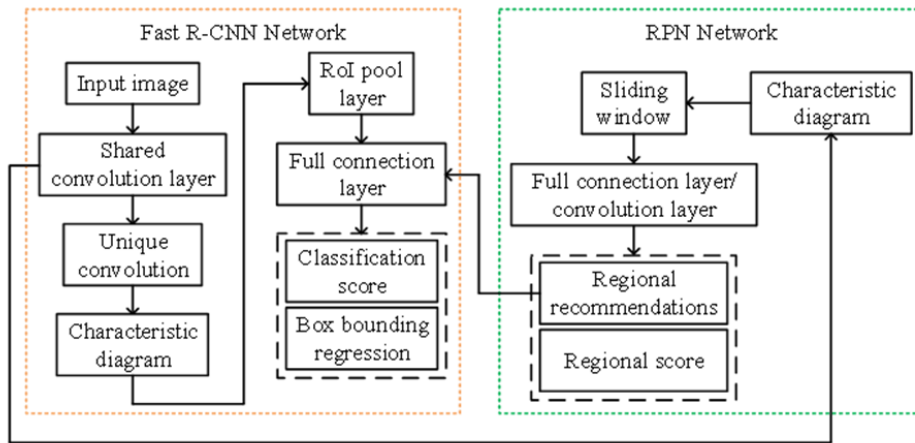 Fast R-CNN Network
Input image
Shared
convolution layer
Unique
convolution
Characteristic
diagram
RoI pool
layer
Full connection
layer
Classification
score
Box bounding
regression
RPN Network
Sliding
window
Characteristic
diagram
Full connection layer/
convolution layer
Regional
recommendations
Regional score